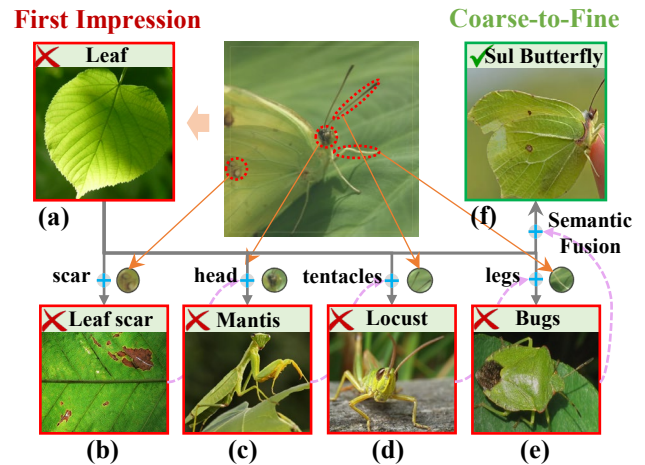 First Impression
Coarse-to-Fine
Leaf
Sul Butterfly
(a)
(f)
Semantic
Fusion
scar
head
tentacles
legs
Leaf scar
Mantis
Locust
Bugs
(b)
(c)
(d)
(e)